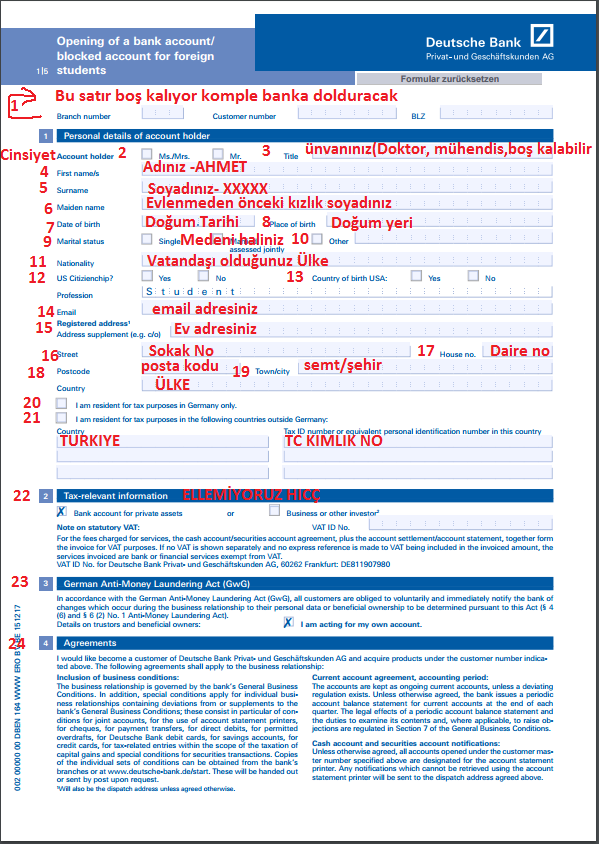 Opening of a bank account/
blocked account for foreign
1|5 students
Deutsche Bank
Privat- und Geschäftskunden AG
Formular zurücksetzen
1 Bu satır boş kalıyor komple banka dolduracak
Branch number Customer number BLZ
1 Personal details of account holder
Cinsiyet Account holder 2 Ms./Mrs. Mr. 3 Title ünvanınız(Doktor, mühendis,boş kalabilir
4 First name/s Adınız -AHMET
5 Surname Soyadınız- XXXXX
6 Maiden name Evlenmeden önceki kızlık soyadınız
7 Date of birth Doğum Tarihi 8 Place of birth Doğum yeri
9 Marital status Single Medeni haliniz 10 Other
assessed jointly
11 Nationality Vatandaşı olduğunuz Ülke
12 US Citizenchip? Yes No 13 Country of birth USA: Yes No
Profession Student
14 Email email adresiniz
15 Registered address¹
Address supplement (e.g. c/o) Ev adresiniz
16 Street Sokak No 17 House no. Daire no
18 Postcode posta kodu 19 Town/city semt/şehir
Country ÜLKE
20 I am resident for tax purposes in Germany only.
21 I am resident for tax purposes in the following countries outside Germany:
Country Tax ID number or equivalent personal identification number in this country
TURKIYE TC KIMLIK NO
22 2 Tax-relevant information ELLEMİYORUZ HİCÇ
X Bank account for private assets or Business or other investor²
Note on statutory VAT: VAT ID No.
For the fees charged for services, the cash account/securities account agreement, plus the account settlement/account statement, together form
the invoice for VAT purposes. If no VAT is shown separately and no express reference is made to VAT being included in the invoiced amount, the
services invoiced are bank or financial services exempt from VAT.
VAT ID No. for Deutsche Bank Privat- und Geschäftskunden AG, 60262 Frankfurt: DE811907980
23 3 German Anti-Money Laundering Act (GwG)
In accordance with the German Anti-Money Laundering Act (GwG), all customers are obliged to voluntarily and immediately notify the bank of
changes which occur during the business relationship to their personal data or beneficial ownership to be determined pursuant to this Act (§ 4
(6) and § 6 (2) No. 1 Anti-Money Laundering Act).
Details on trustors and beneficial owners: X I am acting for my own account.
24 4 Agreements
I would like become a customer of Deutsche Bank Privat- und Geschäftskunden AG and acquire products under the customer number indica-
ted above. The following agreements shall apply to the business relationship:
Inclusion of business conditions:
The business relationship is governed by the bank's General Business
Conditions. In addition, special conditions apply for individual busi-
ness relationships containing deviations from or supplements to the
bank's General Business Conditions; these consist in particular of con-
ditions for joint accounts, for the use of account statement printers,
for cheques, for payment transfers, for direct debits, for permitted
overdrafts, for Deutsche Bank debit cards, for savings accounts, for
credit cards, for tax-related entries within the scope of the taxation of
capital gains and special conditions for securities transactions. Copies
of the individual sets of conditions can be obtained from the bank's
branches or at www.deutsche-bank.de/start. These will be handed out
or sent by post upon request.
¹Will also be the dispatch address unless agreed otherwise.
Current account agreement, accounting period:
The accounts are kept as ongoing current accounts, unless a deviating
regulation exists. Unless otherwise agreed, the bank issues a periodic
account balance statement for current accounts at the end of each
quarter. The legal effects of a periodic account balance statement and
the duties to examine its contents and, where applicable, to raise ob-
jections are regulated in Section 7 of the General Business Conditions.
Cash account and securities account notifications:
Unless otherwise agreed, all accounts opened under the customer mas-
ter number specified above are designated for the account statement
printer. Any notifications which cannot be retrieved using the account
statement printer will be sent to the dispatch address agreed above.